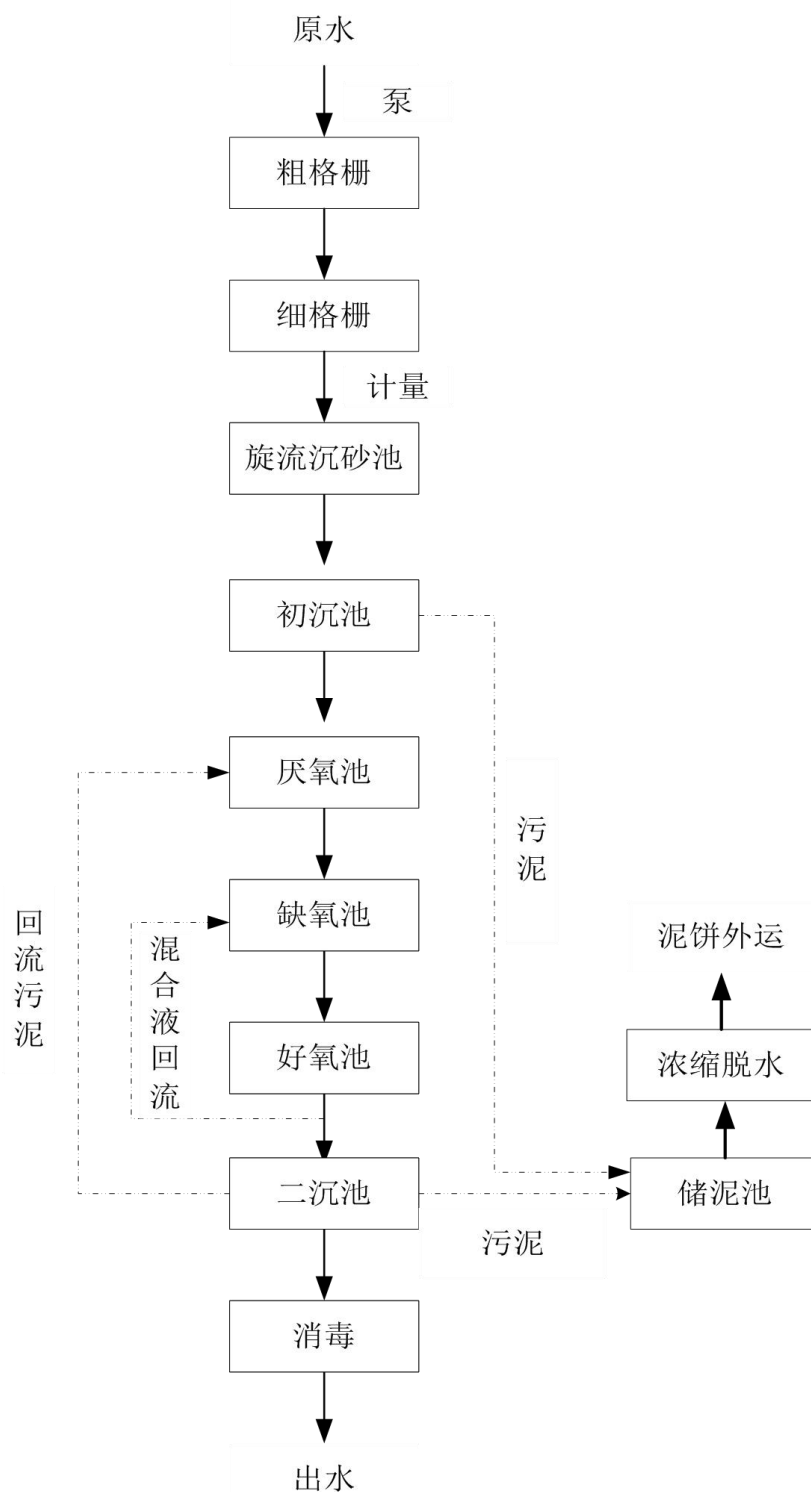 原水
泵
粗格栅
细格栅
计量
旋流沉砂池
初沉池
厌氧池
污泥
缺氧池
回流污泥
混合液回流
泥饼外运
好氧池
浓缩脱水
二沉池
储泥池
污泥
消毒
出水